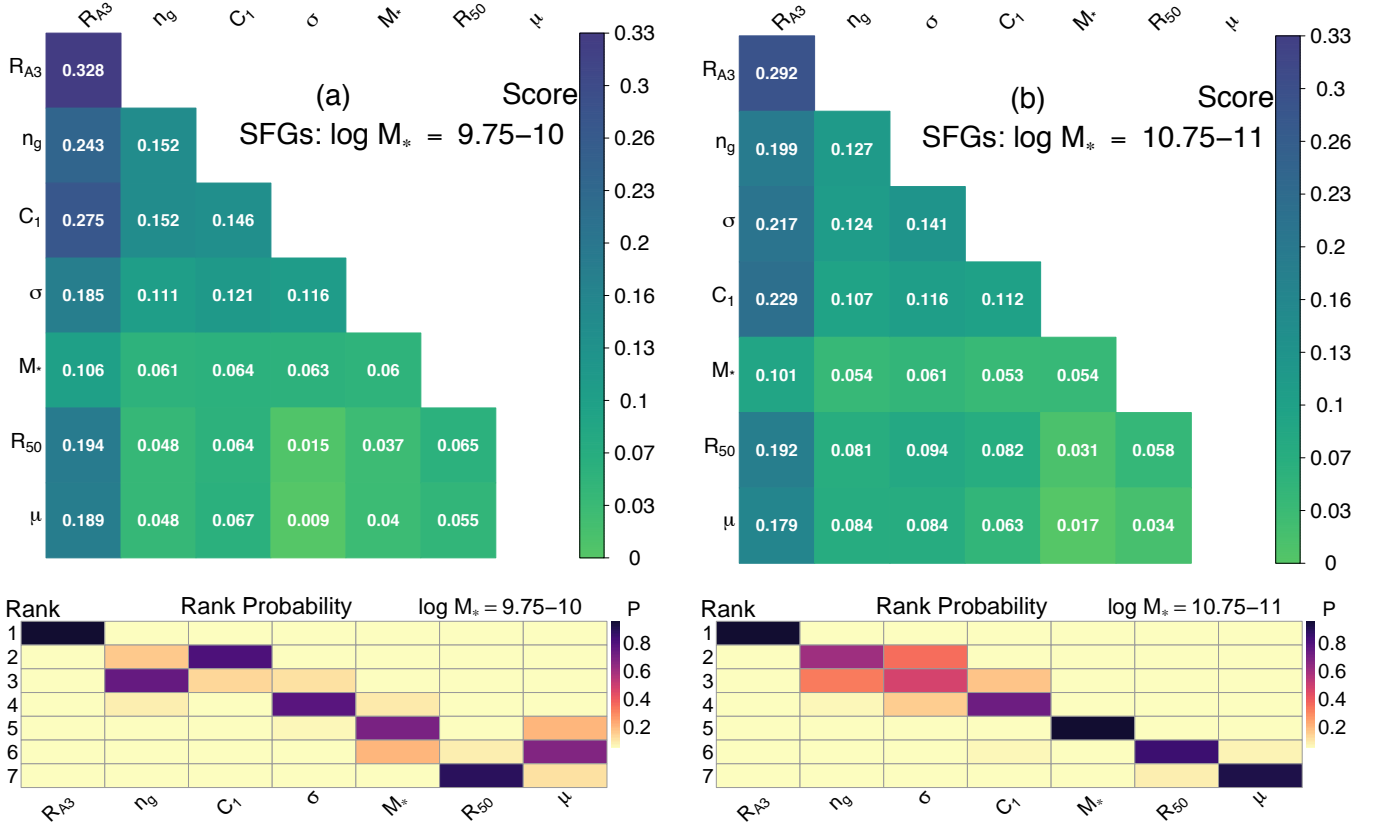 R_A3 n_g C_1 σ M_* R_50 μ
(a)
SFGs: log M_* = 9.75–10
Score
R_A3 0.328
n_g 0.243 0.152
C_1 0.275 0.152 0.146
σ 0.185 0.111 0.121 0.116
M_* 0.106 0.061 0.064 0.063 0.06
R_50 0.194 0.048 0.064 0.015 0.037 0.065
μ 0.189 0.048 0.067 0.009 0.04 0.055
0.33
0.3
0.26
0.23
0.2
0.16
0.13
0.1
0.07
0.03
0
R_A3 n_g σ C_1 M_* R_50 μ
(b)
SFGs: log M_* = 10.75–11
Score
R_A3 0.292
n_g 0.199 0.127
σ 0.217 0.124 0.141
C_1 0.229 0.107 0.116 0.112
M_* 0.101 0.054 0.061 0.053 0.054
R_50 0.192 0.081 0.094 0.082 0.031 0.058
μ 0.179 0.084 0.084 0.063 0.017 0.034
0.33
0.3
0.26
0.23
0.2
0.16
0.13
0.1
0.07
0.03
0
Rank Rank Probability log M_* = 9.75–10 P
1
2
3
4
5
6
7
0.8
0.6
0.4
0.2
R_A3 n_g C_1 σ M_* R_50 μ
Rank Rank Probability log M_* = 10.75–11 P
1
2
3
4
5
6
7
0.8
0.6
0.4
0.2
R_A3 n_g σ C_1 M_* R_50 μ